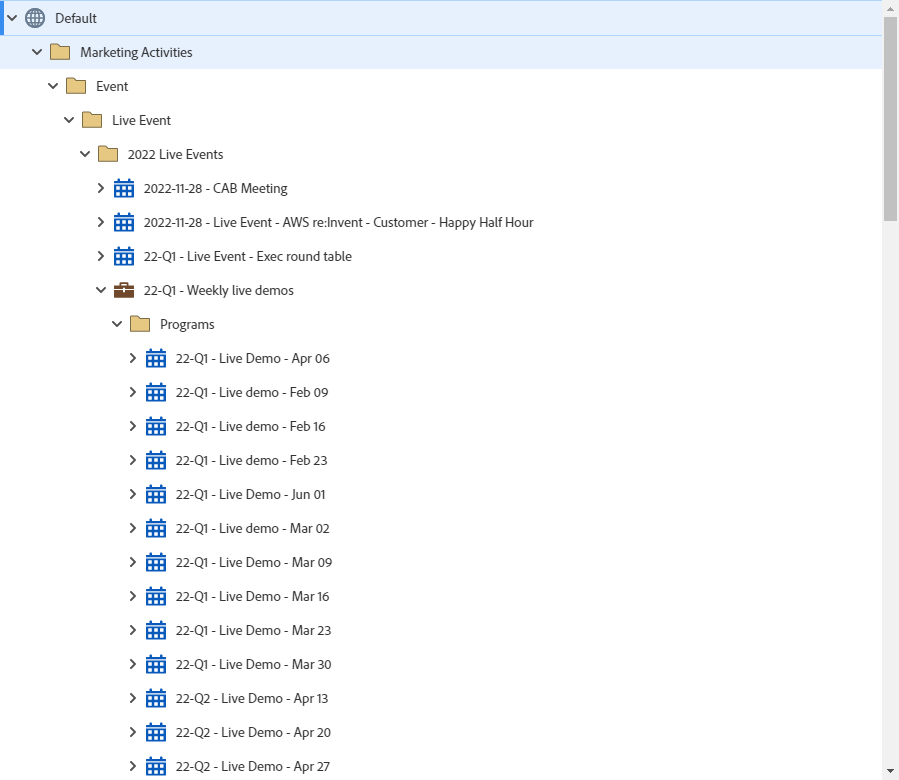 Default
Marketing Activities
Event
Live Event
2022 Live Events
2022-11-28 - CAB Meeting
2022-11-28 - Live Event - AWS re:Invent - Customer - Happy Half Hour
22-Q1 - Live Event - Exec round table
22-Q1 - Weekly live demos
Programs
22-Q1 - Live Demo - Apr 06
22-Q1 - Live demo - Feb 09
22-Q1 - Live demo - Feb 16
22-Q1 - Live demo - Feb 23
22-Q1 - Live Demo - Jun 01
22-Q1 - Live demo - Mar 02
22-Q1 - Live Demo - Mar 09
22-Q1 - Live Demo - Mar 16
22-Q1 - Live Demo - Mar 23
22-Q1 - Live Demo - Mar 30
22-Q2 - Live Demo - Apr 13
22-Q2 - Live Demo - Apr 20
22-Q2 - Live Demo - Apr 27